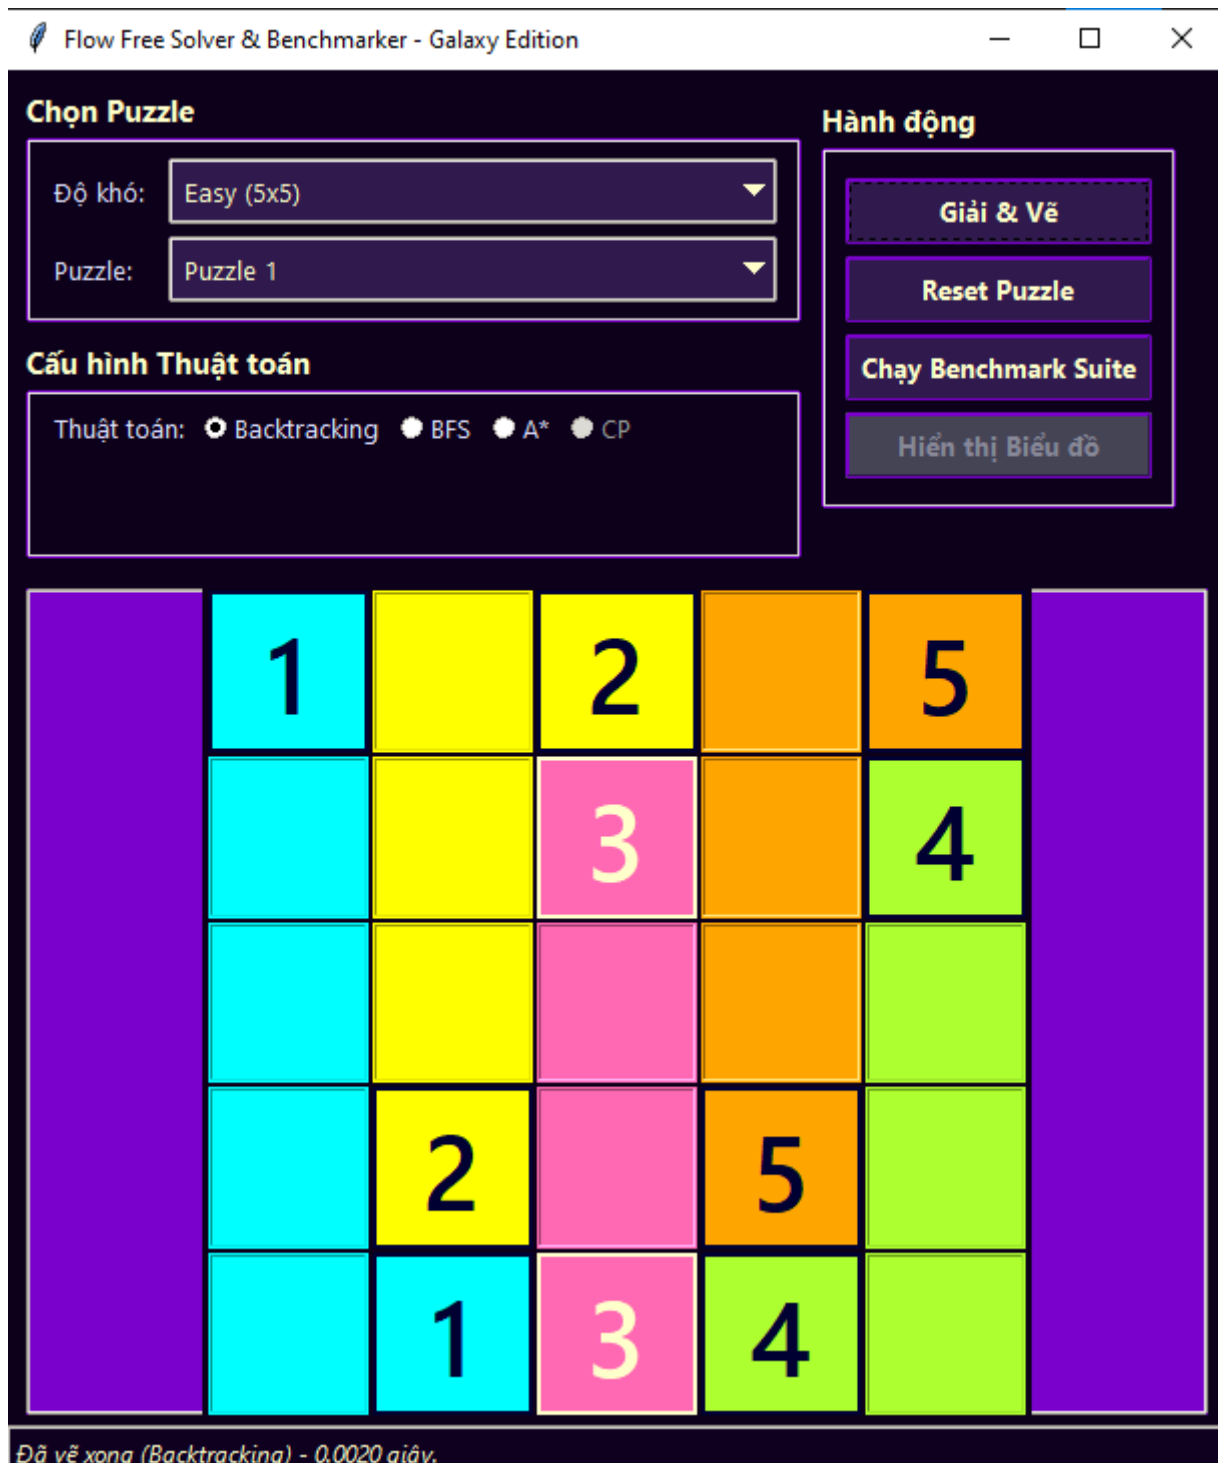 Flow Free Solver & Benchmarker - Galaxy Edition
Chọn Puzzle
Độ khó: Easy (5x5)
Puzzle: Puzzle 1
Cấu hình Thuật toán
Thuật toán: Backtracking BFS A* CP
Hành động
Giải & Vẽ
Reset Puzzle
Chạy Benchmark Suite
Hiển thị Biểu đồ
1 2 5
3 4
2 5
1 3 4
Đã vẽ xong (Backtracking) - 0.0020 giây.